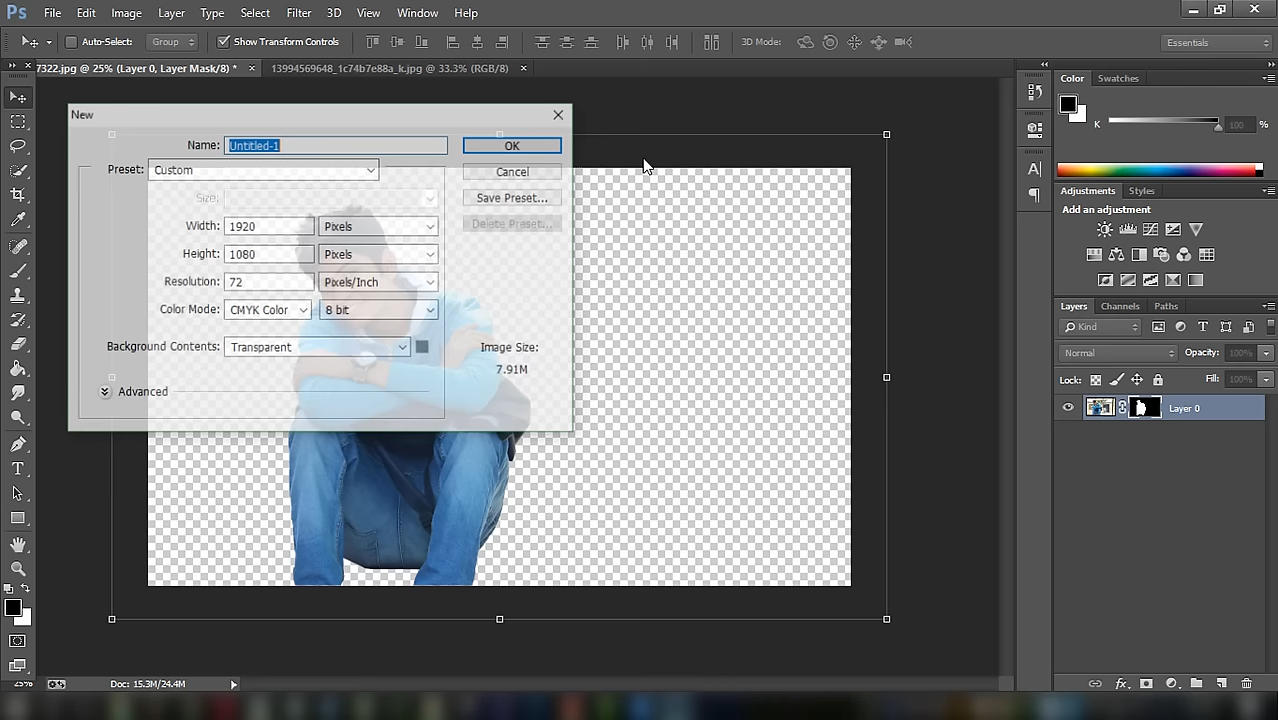 Ps File Edit Image Layer Type Select Filter 3D View Window Help
Auto-Select: Group Show Transform Controls 3D Mode: Essentials
7322.jpg @ 25% (Layer 0, Layer Mask/8) * × 13994569648_1c74b7e88a_k.jpg @ 33.3% (RGB/8) ×
Color Swatches
K 100 %
New
Name: Untitled-1 OK
Preset: Custom Cancel
Size: Save Preset...
Width: 1920 Pixels Delete Preset...
Height: 1080 Pixels
Resolution: 72 Pixels/Inch
Color Mode: CMYK Color 8 bit
Background Contents: Transparent Image Size:
7.91M
Advanced
Adjustments Styles
Add an adjustment
Layers Channels Paths
Kind
Normal Opacity: 100%
Lock: Fill: 100%
Layer 0
25% Doc: 15.3M/24.4M